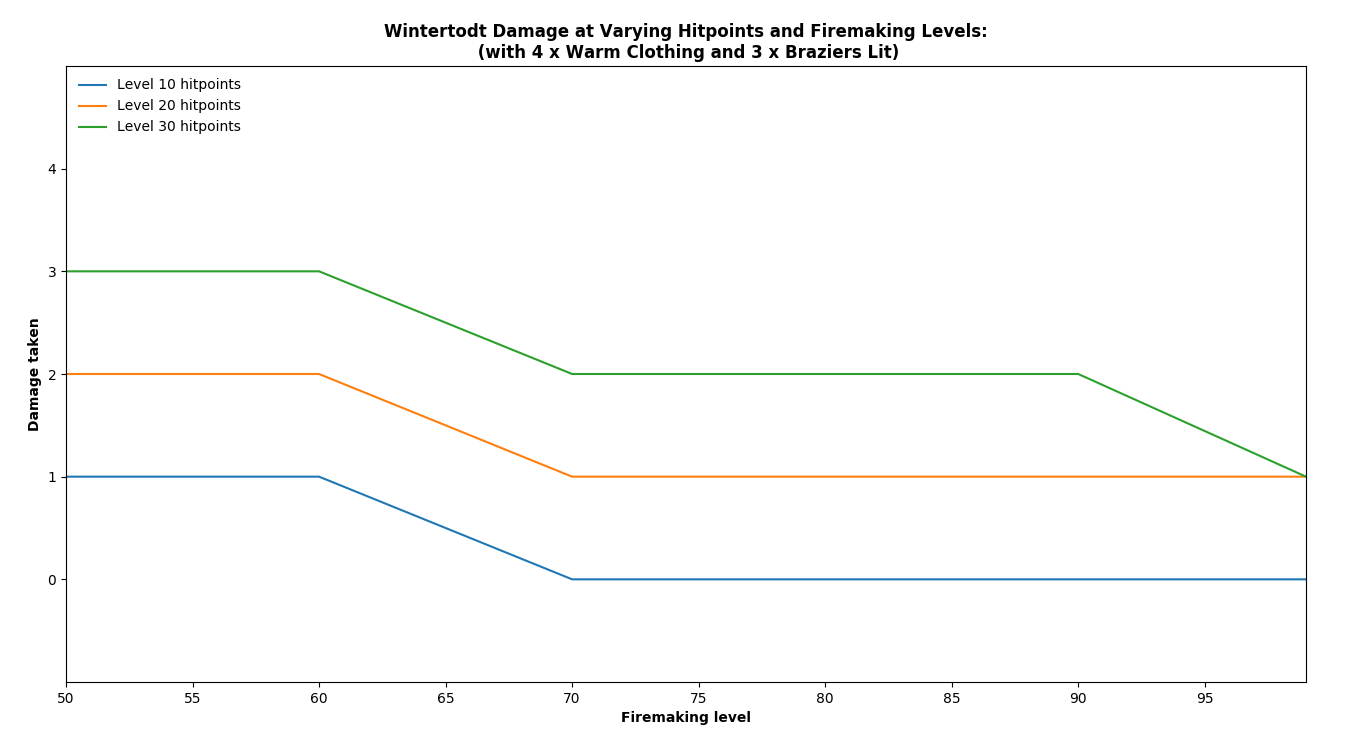 Wintertodt Damage at Varying Hitpoints and Firemaking Levels:
(with 4 x Warm Clothing and 3 x Braziers Lit)
Level 10 hitpoints
Level 20 hitpoints
Level 30 hitpoints
4
3
2
1
0
Damage taken
50 55 60 65 70 75 80 85 90 95
Firemaking level